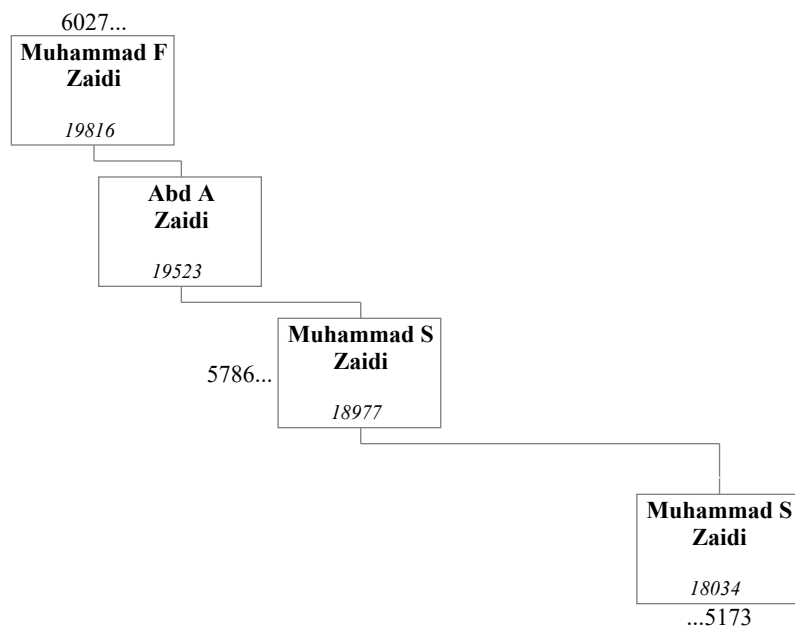 6027...
Muhammad F
Zaidi
19816
Abd A
Zaidi
19523
Muhammad S
Zaidi
5786...
18977
Muhammad S
Zaidi
18034
...5173